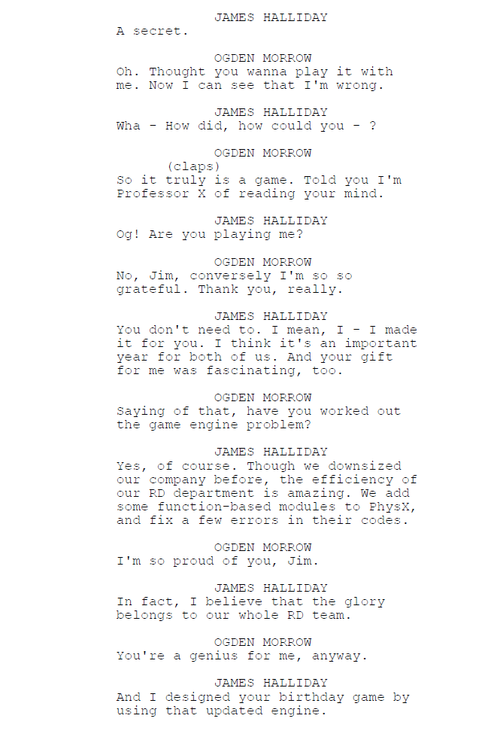 JAMES HALLIDAY
A secret.
OGDEN MORROW
Oh. Thought you wanna play it with
me. Now I can see that I'm wrong.
JAMES HALLIDAY
Wha - How did, how could you - ?
OGDEN MORROW
(claps)
So it truly is a game. Told you I'm
Professor X of reading your mind.
JAMES HALLIDAY
Og! Are you playing me?
OGDEN MORROW
No, Jim, conversely I'm so so
grateful. Thank you, really.
JAMES HALLIDAY
You don't need to. I mean, I - I made
it for you. I think it's an important
year for both of us. And your gift
for me was fascinating, too.
OGDEN MORROW
Saying of that, have you worked out
the game engine problem?
JAMES HALLIDAY
Yes, of course. Though we downsized
our company before, the efficiency of
our RD department is amazing. We add
some function-based modules to PhysX,
and fix a few errors in their codes.
OGDEN MORROW
I'm so proud of you, Jim.
JAMES HALLIDAY
In fact, I believe that the glory
belongs to our whole RD team.
OGDEN MORROW
You're a genius for me, anyway.
JAMES HALLIDAY
And I designed your birthday game by
using that updated engine.